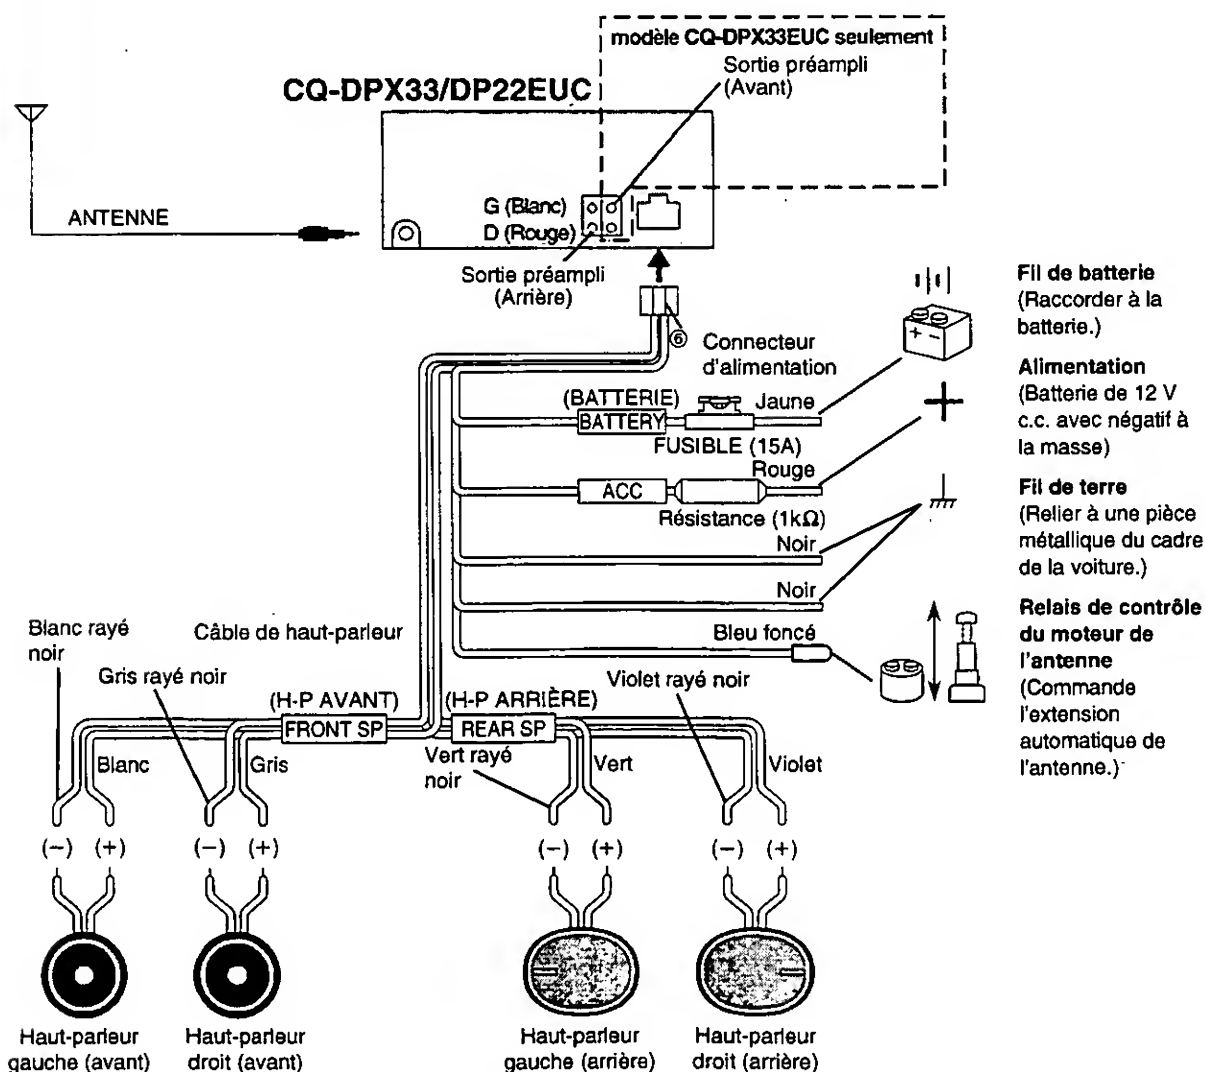 modèle CQ-DPX33EUC seulement
Sortie préampli
(Avant)
CQ-DPX33/DP22EUC
ANTENNE
G (Blanc)
D (Rouge)
Sortie préampli
(Arrière)
⑥
Connecteur
d'alimentation
(BATTERIE)
BATTERY
Jaune
FUSIBLE (15A)
Rouge
ACC
Résistance (1kΩ)
Noir
Noir
Bleu foncé
+ −
Fil de batterie
(Raccorder à la
batterie.)
Alimentation
(Batterie de 12 V
c.c. avec négatif à
la masse)
Fil de terre
(Relier à une pièce
métallique du cadre
de la voiture.)
Relais de contrôle
du moteur de
l'antenne
(Commande
l'extension
automatique de
l'antenne.)
Blanc rayé
noir
Câble de haut-parleur
Gris rayé noir
(H-P AVANT)
FRONT SP
(H-P ARRIÈRE)
REAR SP
Violet rayé noir
Blanc
Gris
Vert rayé
noir
Vert
Violet
(−) (+)
(−) (+)
(−) (+)
(−) (+)
Haut-parleur
gauche (avant)
Haut-parleur
droit (avant)
Haut-parleur
gauche (arrière)
Haut-parleur
droit (arrière)